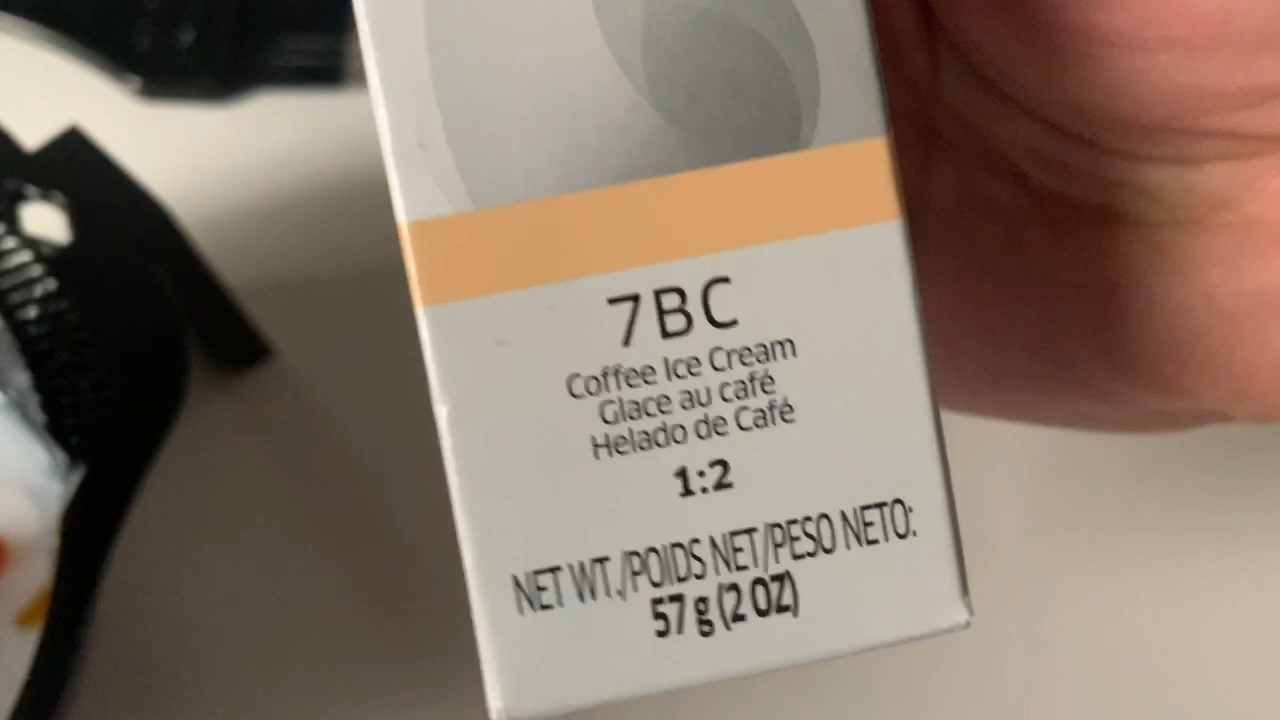 7BC
Coffee Ice Cream
Glace au café
Helado de Café
1:2
NET WT./POIDS NET/PESO NETO:
57 g (2 OZ)